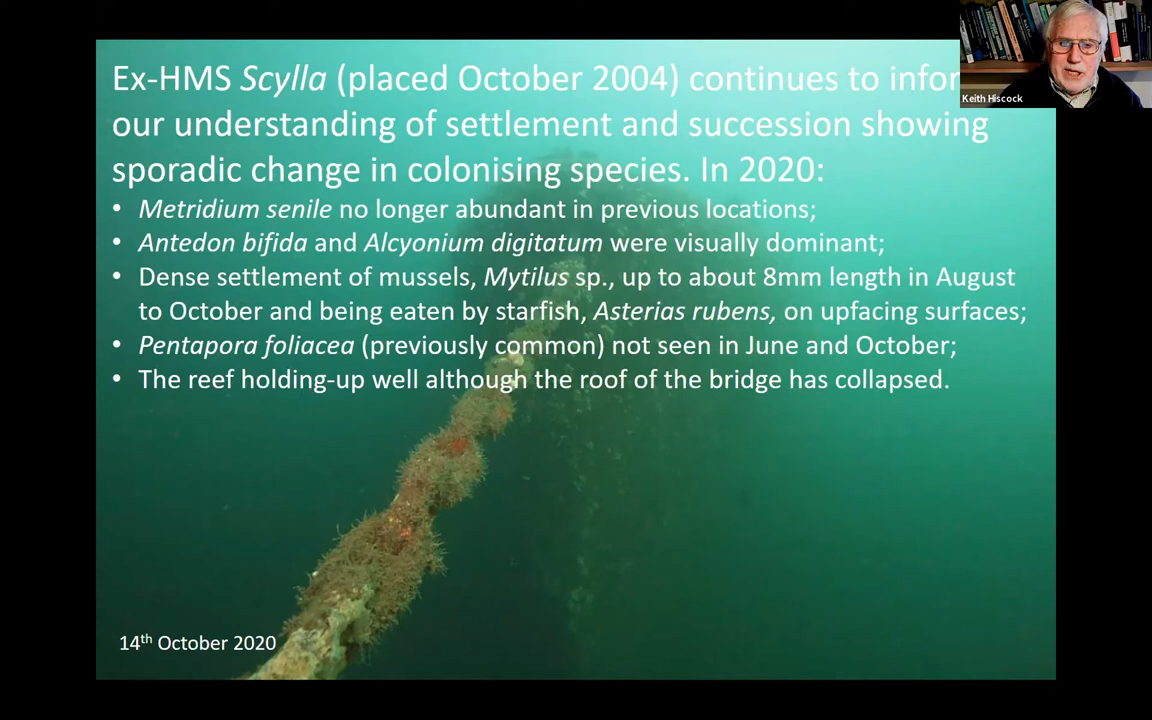 Ex-HMS Scylla (placed October 2004) continues to infor
our understanding of settlement and succession showing
sporadic change in colonising species. In 2020:
• Metridium senile no longer abundant in previous locations;
• Antedon bifida and Alcyonium digitatum were visually dominant;
• Dense settlement of mussels, Mytilus sp., up to about 8mm length in August
to October and being eaten by starfish, Asterias rubens, on upfacing surfaces;
• Pentapora foliacea (previously common) not seen in June and October;
• The reef holding-up well although the roof of the bridge has collapsed.
14th October 2020
Keith Hiscock